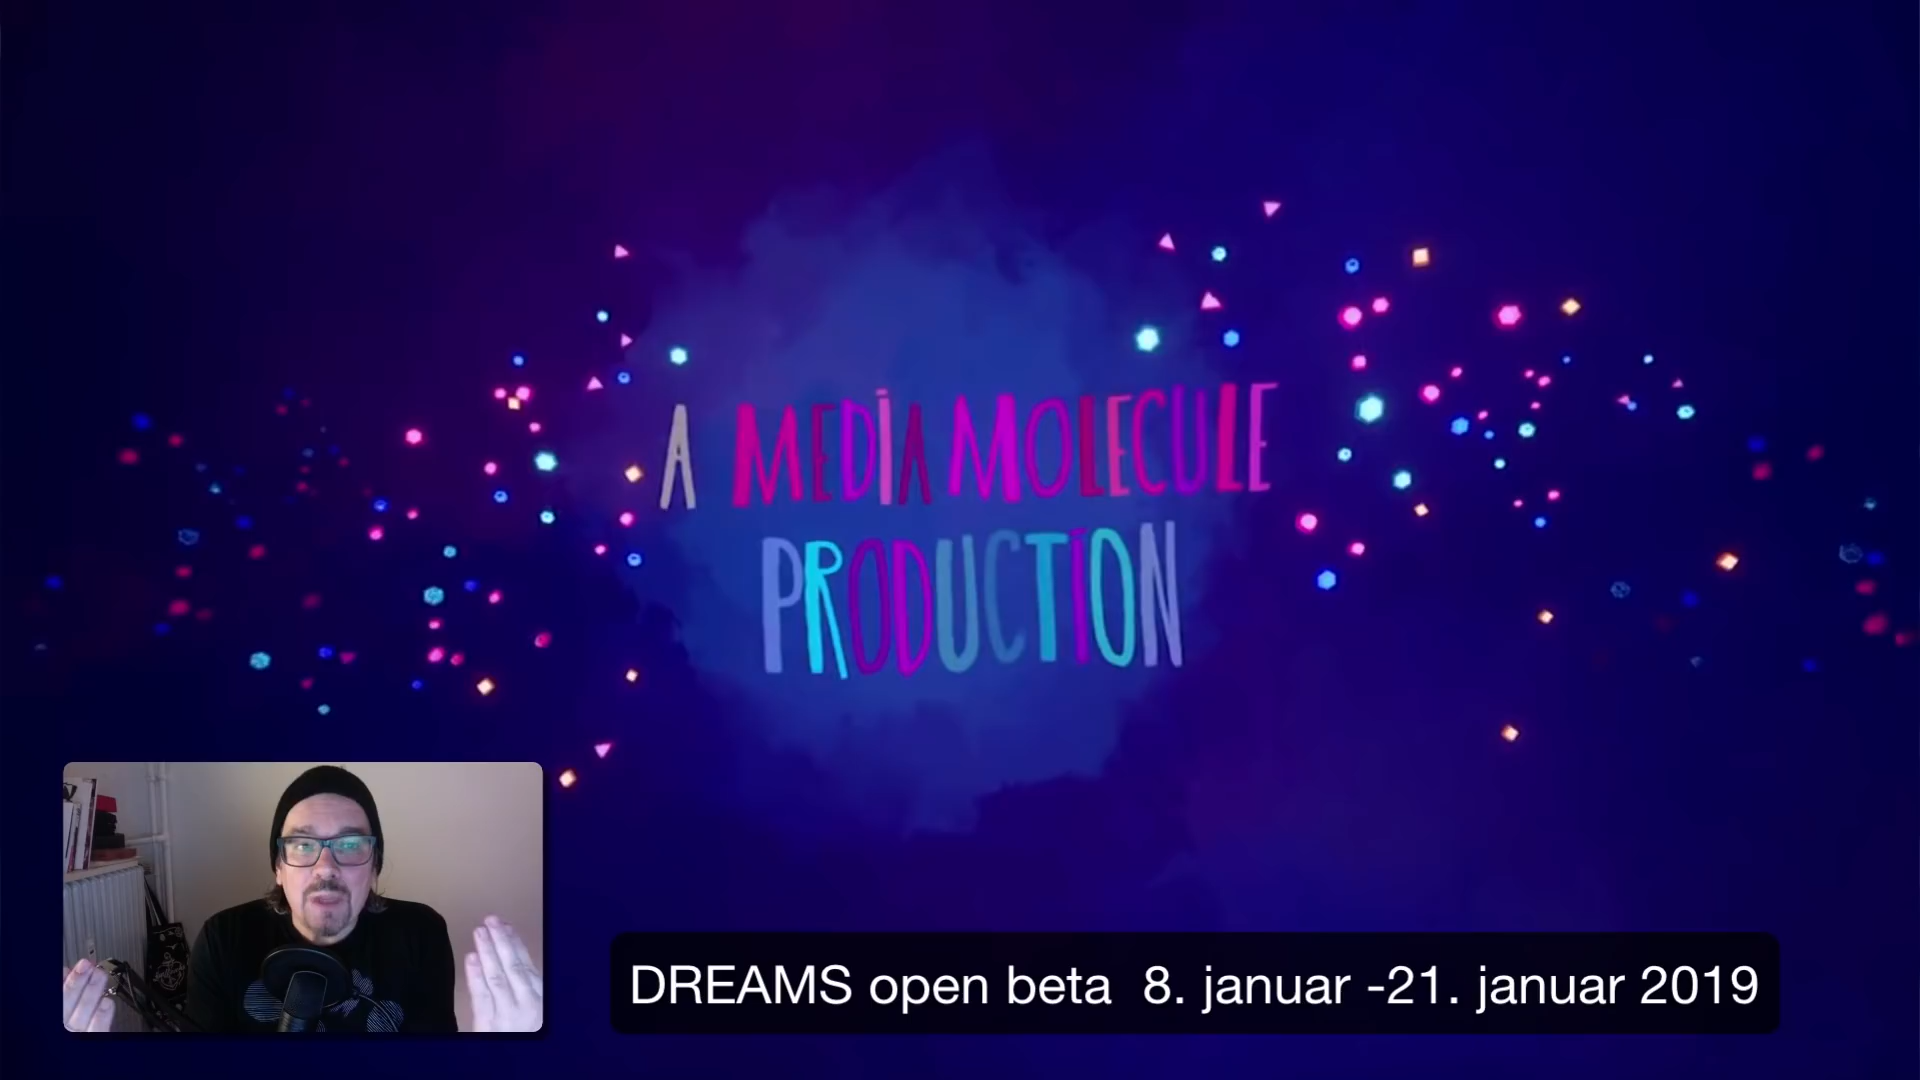 A MEDIA MOLECULE
PRODUCTION
DREAMS open beta  8. januar -21. januar 2019